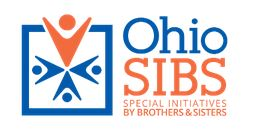 Ohio
SIBS
SPECIAL INITIATIVES
BY BROTHERS & SISTERS